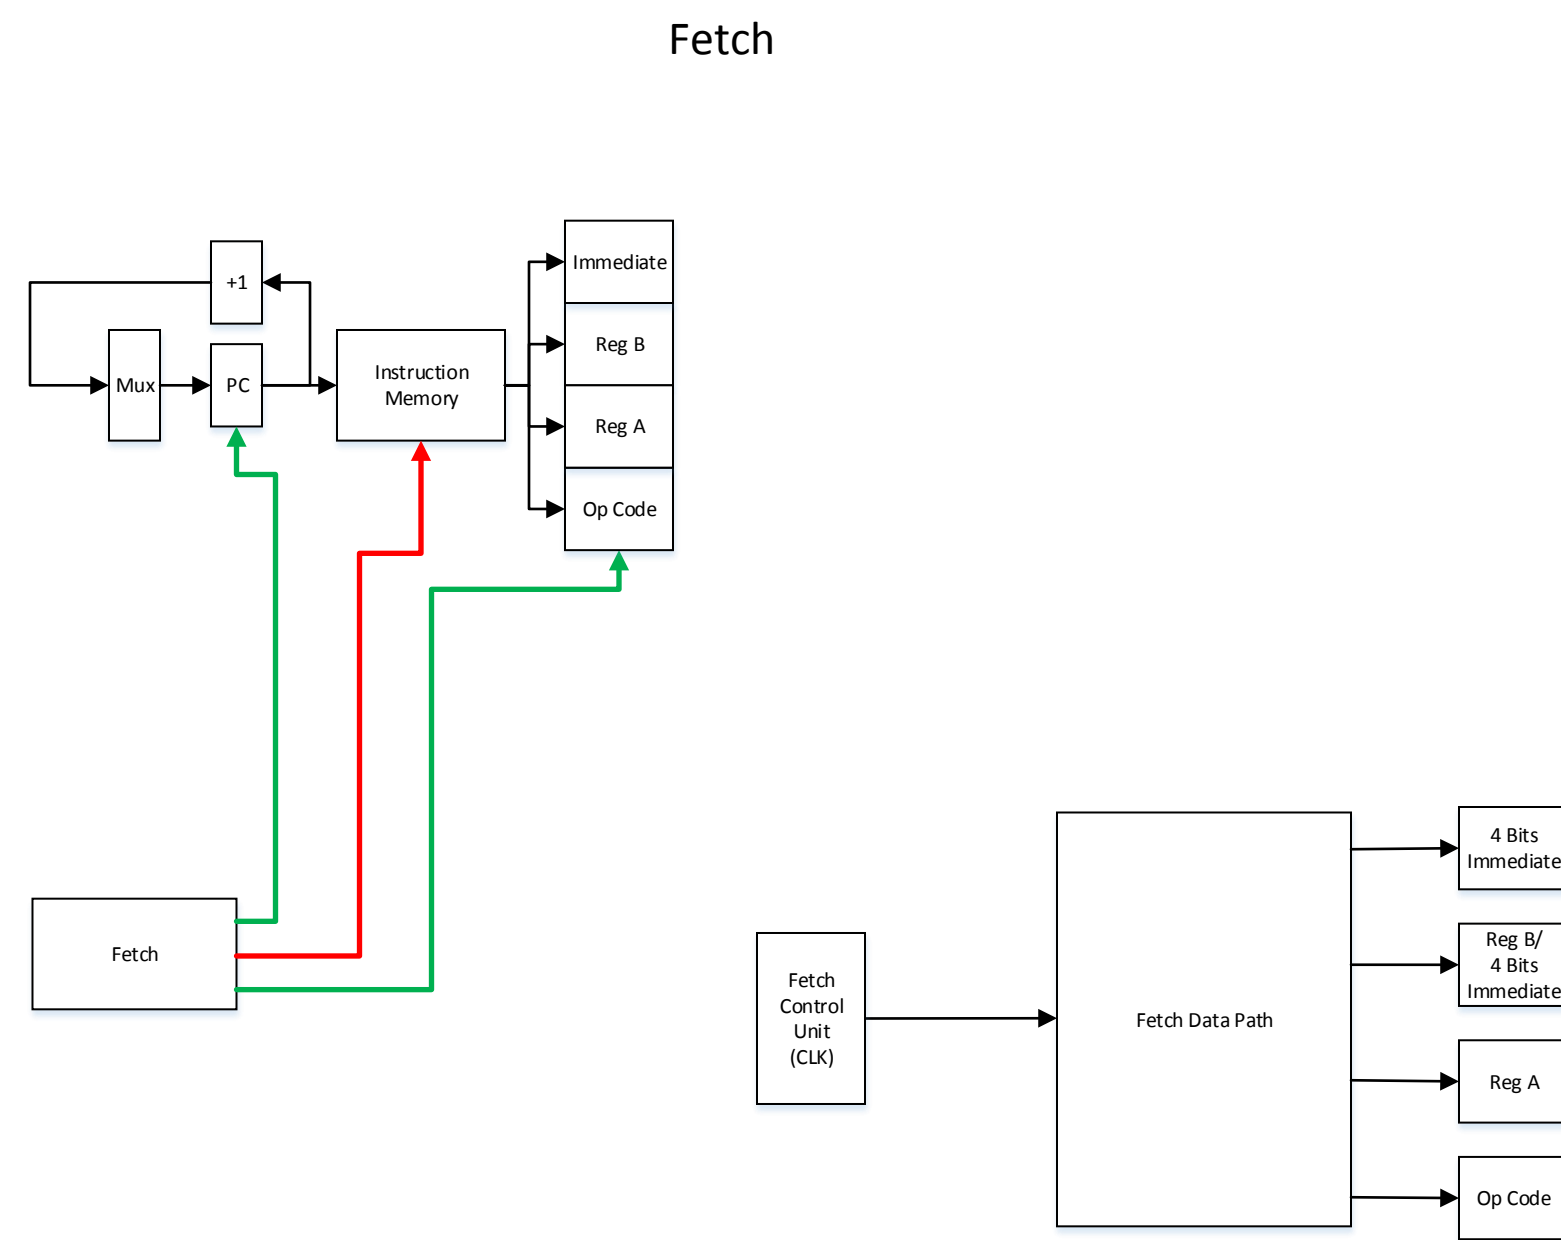 Fetch
Immediate
+1
Reg B
Mux
PC
Instruction
Memory
Reg A
Op Code
Fetch
4 Bits
Immediate
Reg B/
4 Bits
Immediate
Fetch
Control
Unit
(CLK)
Fetch Data Path
Reg A
Op Code